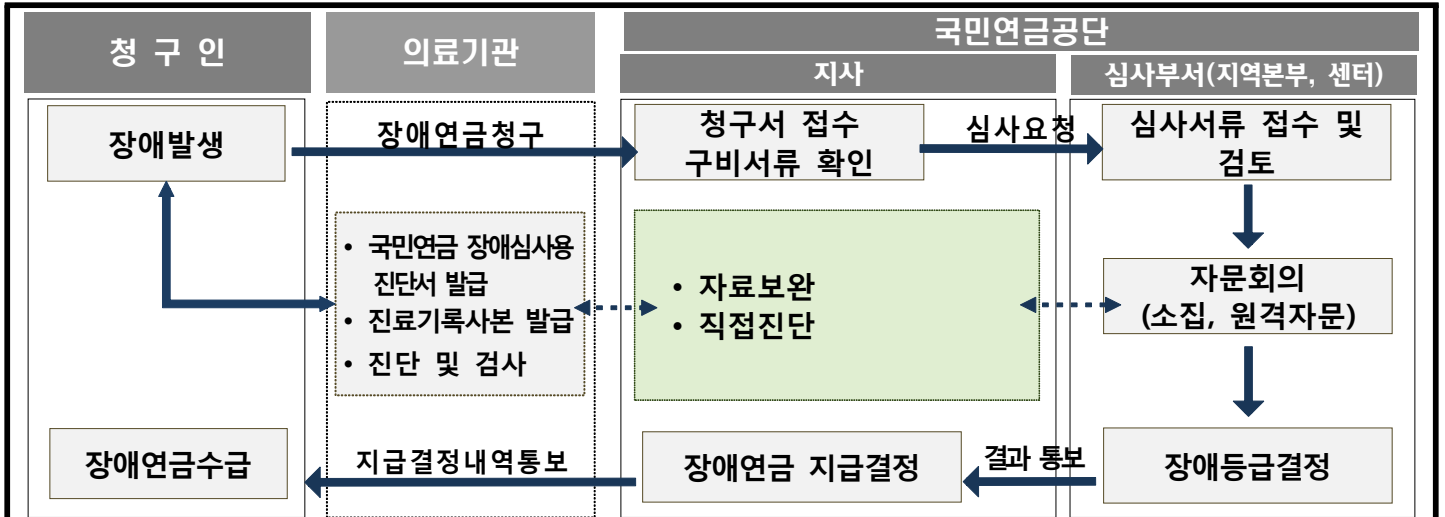 청 구 인
의료기관
국민연금공단
지사
심사부서(지역본부, 센터)
장애발생
장애연금청구
청구서 접수
구비서류 확인
심사요청
심사서류 접수 및
검토
• 국민연금 장애심사용
진단서 발급
• 진료기록사본 발급
• 진단 및 검사
• 자료보완
• 직접진단
자문회의
(소집, 원격자문)
장애연금수급
지급결정내역통보
장애연금 지급결정
결과 통보
장애등급결정